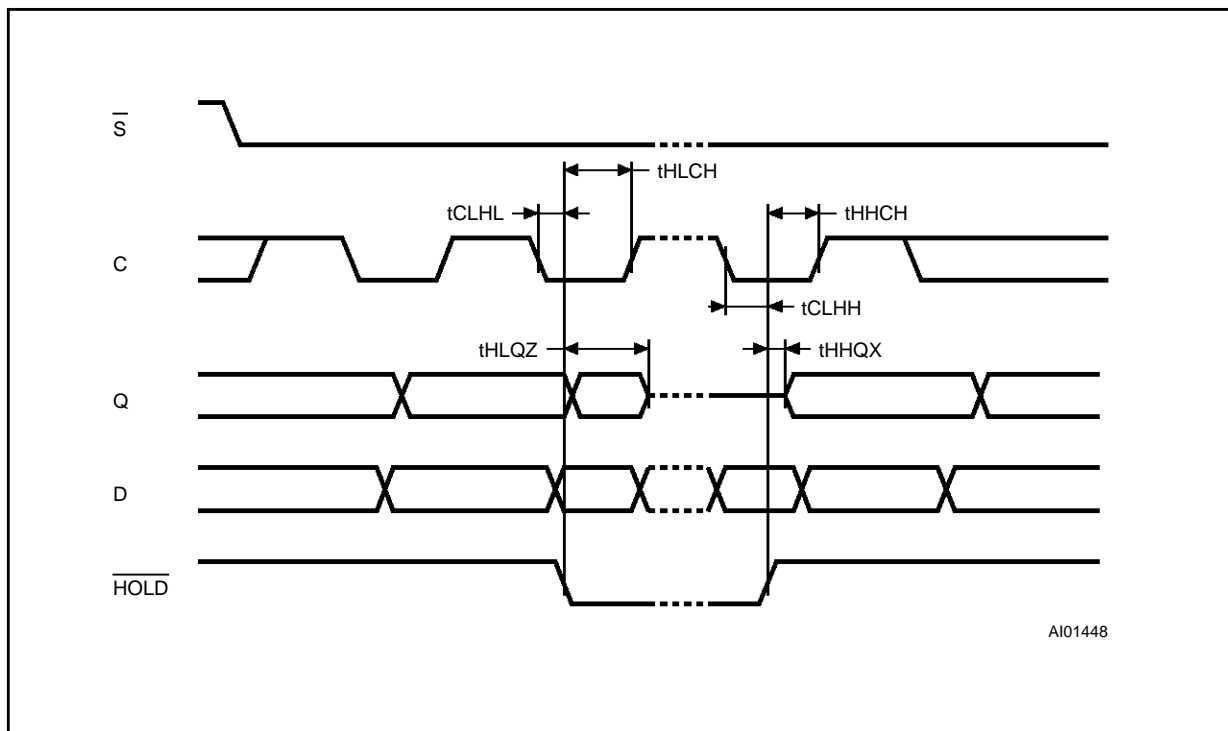 S
tHLCH
tCLHL
tHHCH
C
tCLHH
tHLQZ
tHHQX
Q
D
HOLD
AI01448